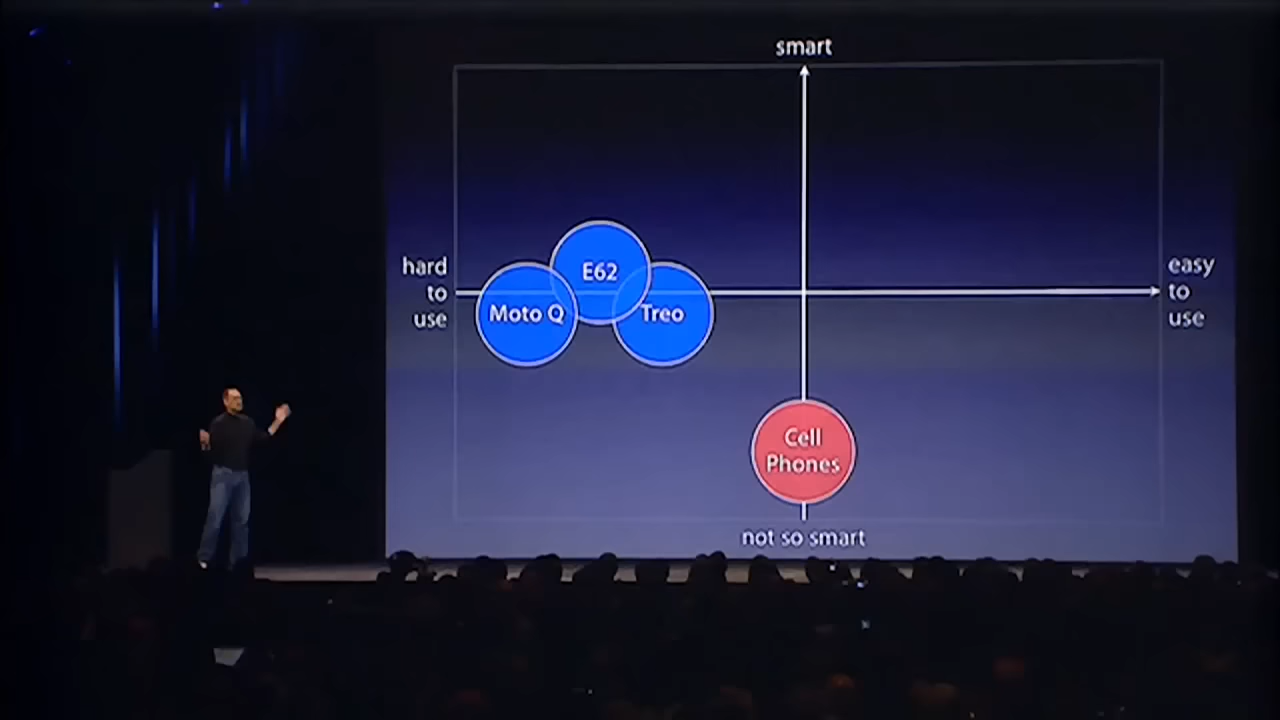 smart
hard
to
use
E62
Moto Q
Treo
easy
to
use
Cell
Phones
not so smart